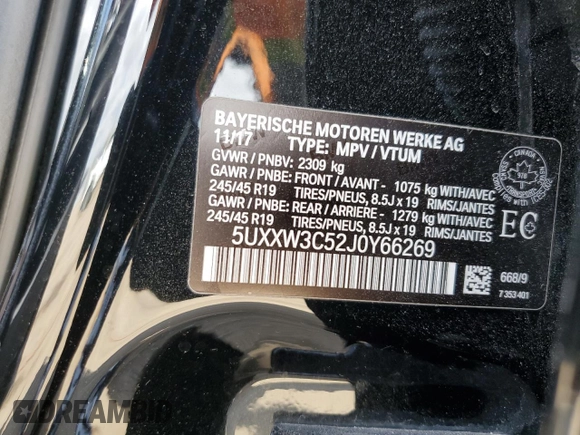 BAYERISCHE MOTOREN WERKE AG
11/17 TYPE: MPV / VTUM
GVWR / PNBV: 2309 kg
GAWR / PNBE: FRONT / AVANT - 1075 kg WITH/AVEC
245/45 R19 TIRES/PNEUS, 8.5J x 19 RIMS/JANTES
GAWR / PNBE: REAR / ARRIERE - 1279 kg WITH/AVEC
245/45 R19 TIRES/PNEUS, 8.5J x 19 RIMS/JANTES
5UXXW3C52J0Y66269
EC
668/9
7 353 401
DREAMBID